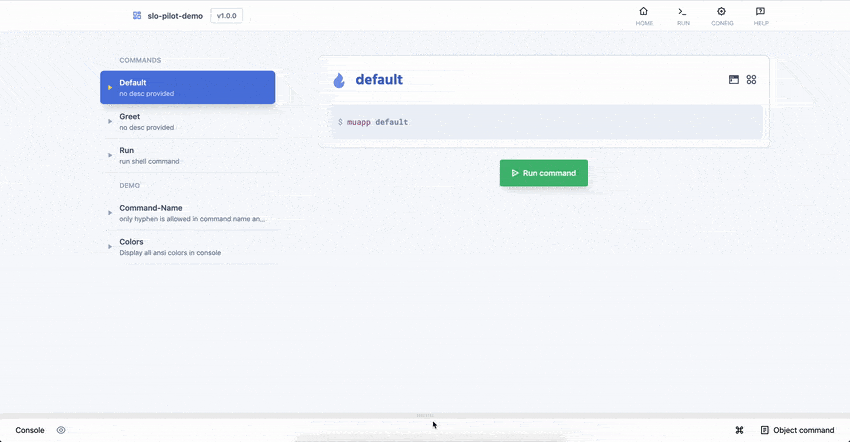 slo-pilot-demo v1.0.0
HOME RUN CONFIG HELP
COMMANDS
Default
no desc provided
Greet
no desc provided
Run
run shell command
DEMO
Command-Name
only hyphen is allowed in command name an...
Colors
Display all ansi colors in console
default
$ muapp default
Run command
Console
Object command